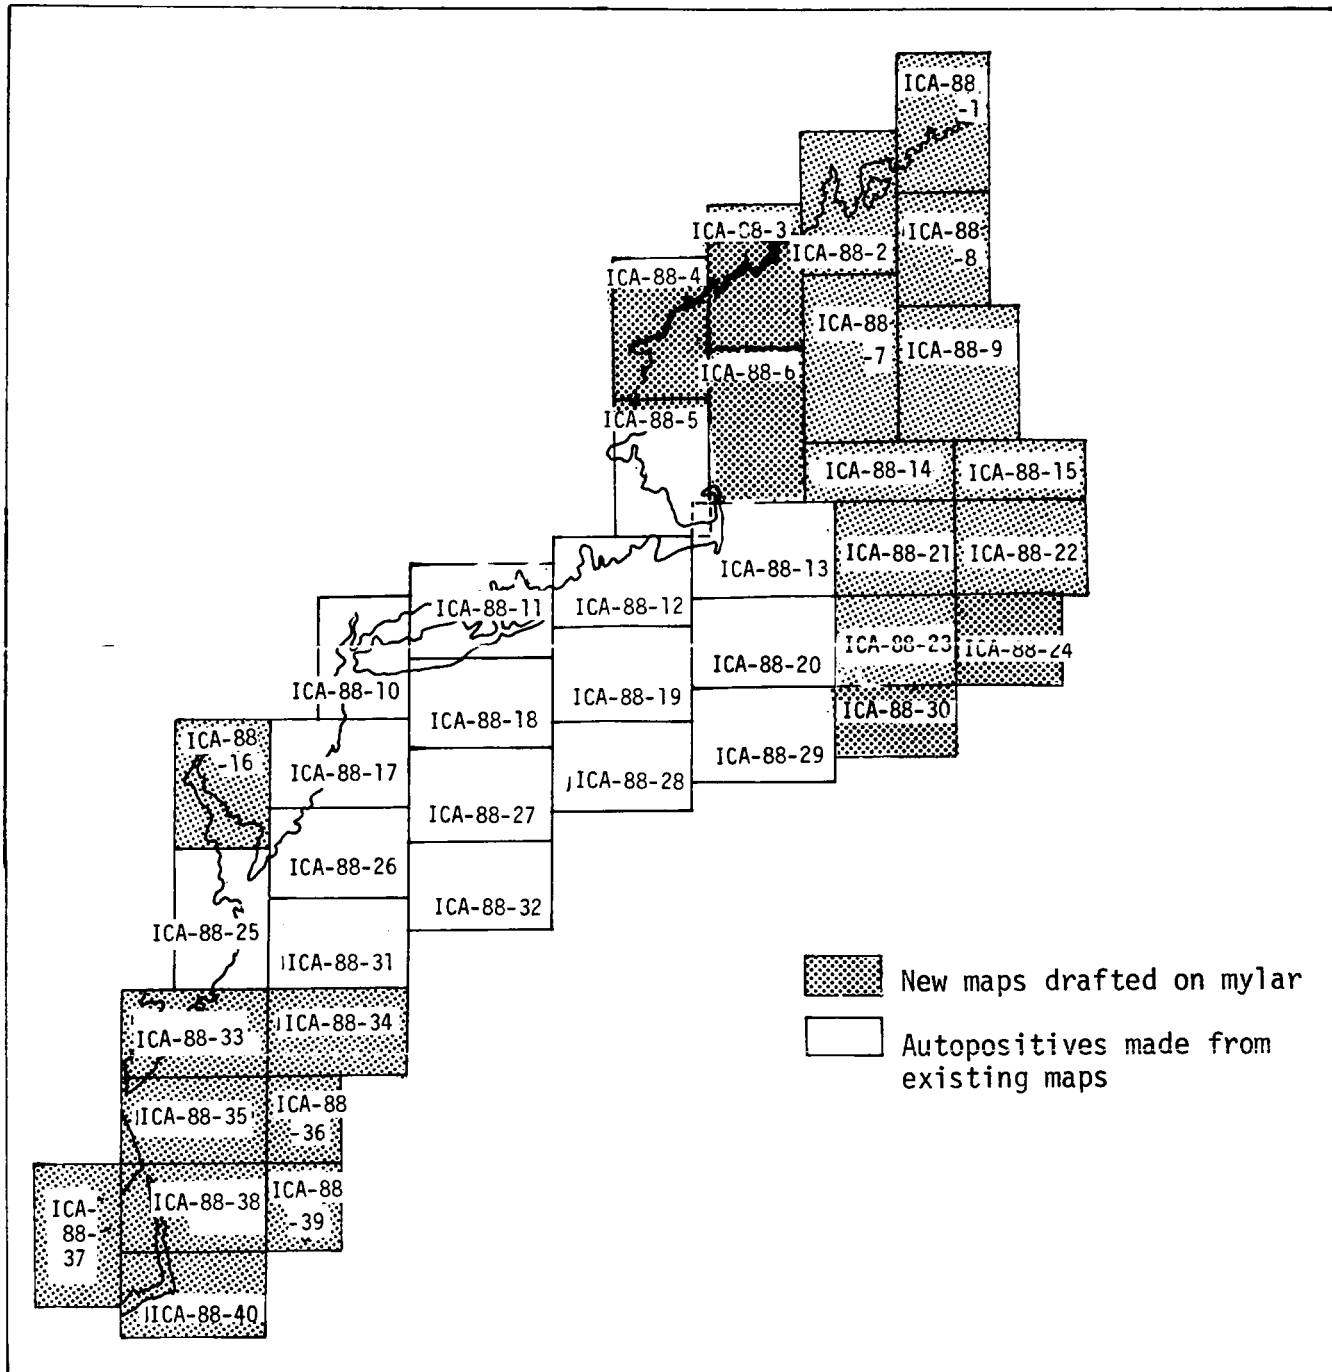 ICA-88
-1
ICA-88-3
ICA-88-2
ICA-88
-8
ICA-88-4
ICA-88
-7
ICA-88-9
ICA-88-6
ICA-88-5
ICA-88-14
ICA-88-15
ICA-88-13
ICA-88-21
ICA-88-22
ICA-88-11
ICA-88-12
ICA-88-10
ICA-88-18
ICA-88-19
ICA-88-20
ICA-88-23
ICA-88-24
ICA-88-30
ICA-88
-16
ICA-88-17
ICA-88-27
ICA-88-28
ICA-88-29
ICA-88-26
ICA-88-32
ICA-88-25
ICA-88-31
New maps drafted on mylar
Autopositives made from
existing maps
ICA-88-33
ICA-88-34
ICA-88-35
ICA-88
-36
ICA-
88-
37
ICA-88-38
ICA-88
-39
ICA-88-40